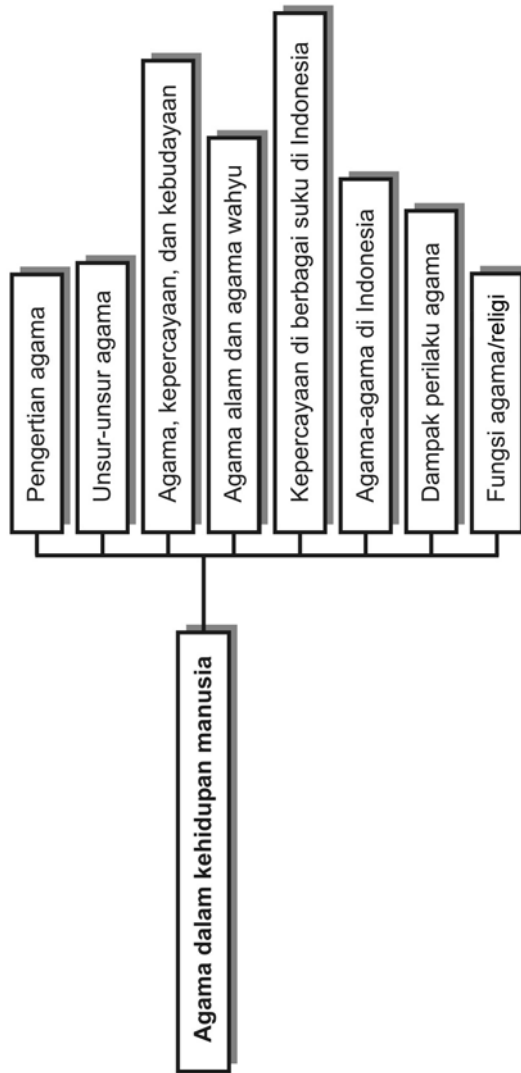 Agama dalam kehidupan manusia
Pengertian agama
Unsur-unsur agama
Agama, kepercayaan, dan kebudayaan
Agama alam dan agama wahyu
Kepercayaan di berbagai suku di Indonesia
Agama-agama di Indonesia
Dampak perilaku agama
Fungsi agama/religi